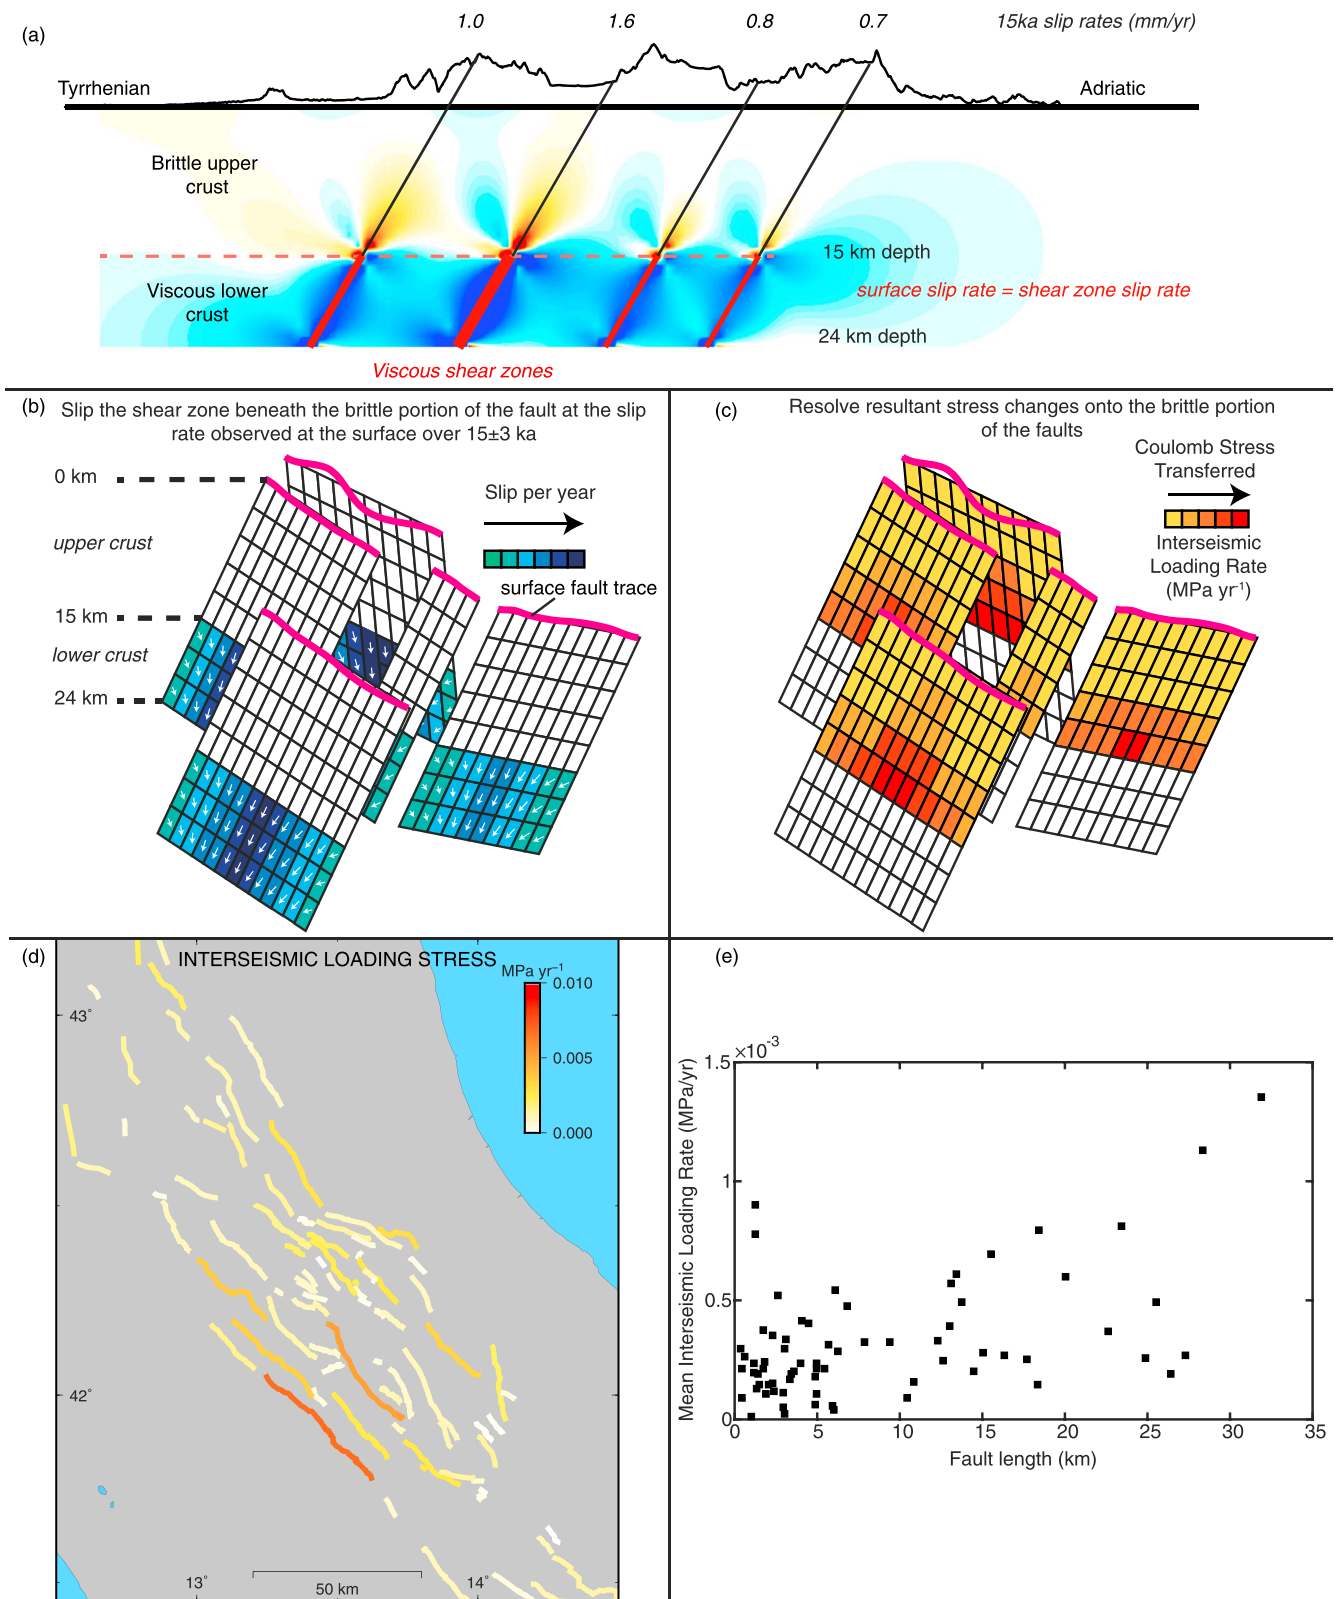 (a)
1.0 1.6 0.8 0.7 15ka slip rates (mm/yr)
Tyrrhenian
Adriatic
Brittle upper
crust
15 km depth
Viscous lower
crust
surface slip rate = shear zone slip rate
24 km depth
Viscous shear zones
(b)
Slip the shear zone beneath the brittle portion of the fault at the slip
rate observed at the surface over 15±3 ka
0 km
Slip per year
upper crust
surface fault trace
15 km
lower crust
24 km
(c)
Resolve resultant stress changes onto the brittle portion
of the faults
Coulomb Stress
Transferred
Interseismic
Loading Rate
(MPa yr-1)
(d)
INTERSEISMIC LOADING STRESS
MPa yr−1
0.010
0.005
0.000
43˚
42˚
13˚
50 km
14˚
(e)
×10-3
1.5
1
0.5
0
Mean Interseismic Loading Rate (MPa/yr)
0 5 10 15 20 25 30 35
Fault length (km)